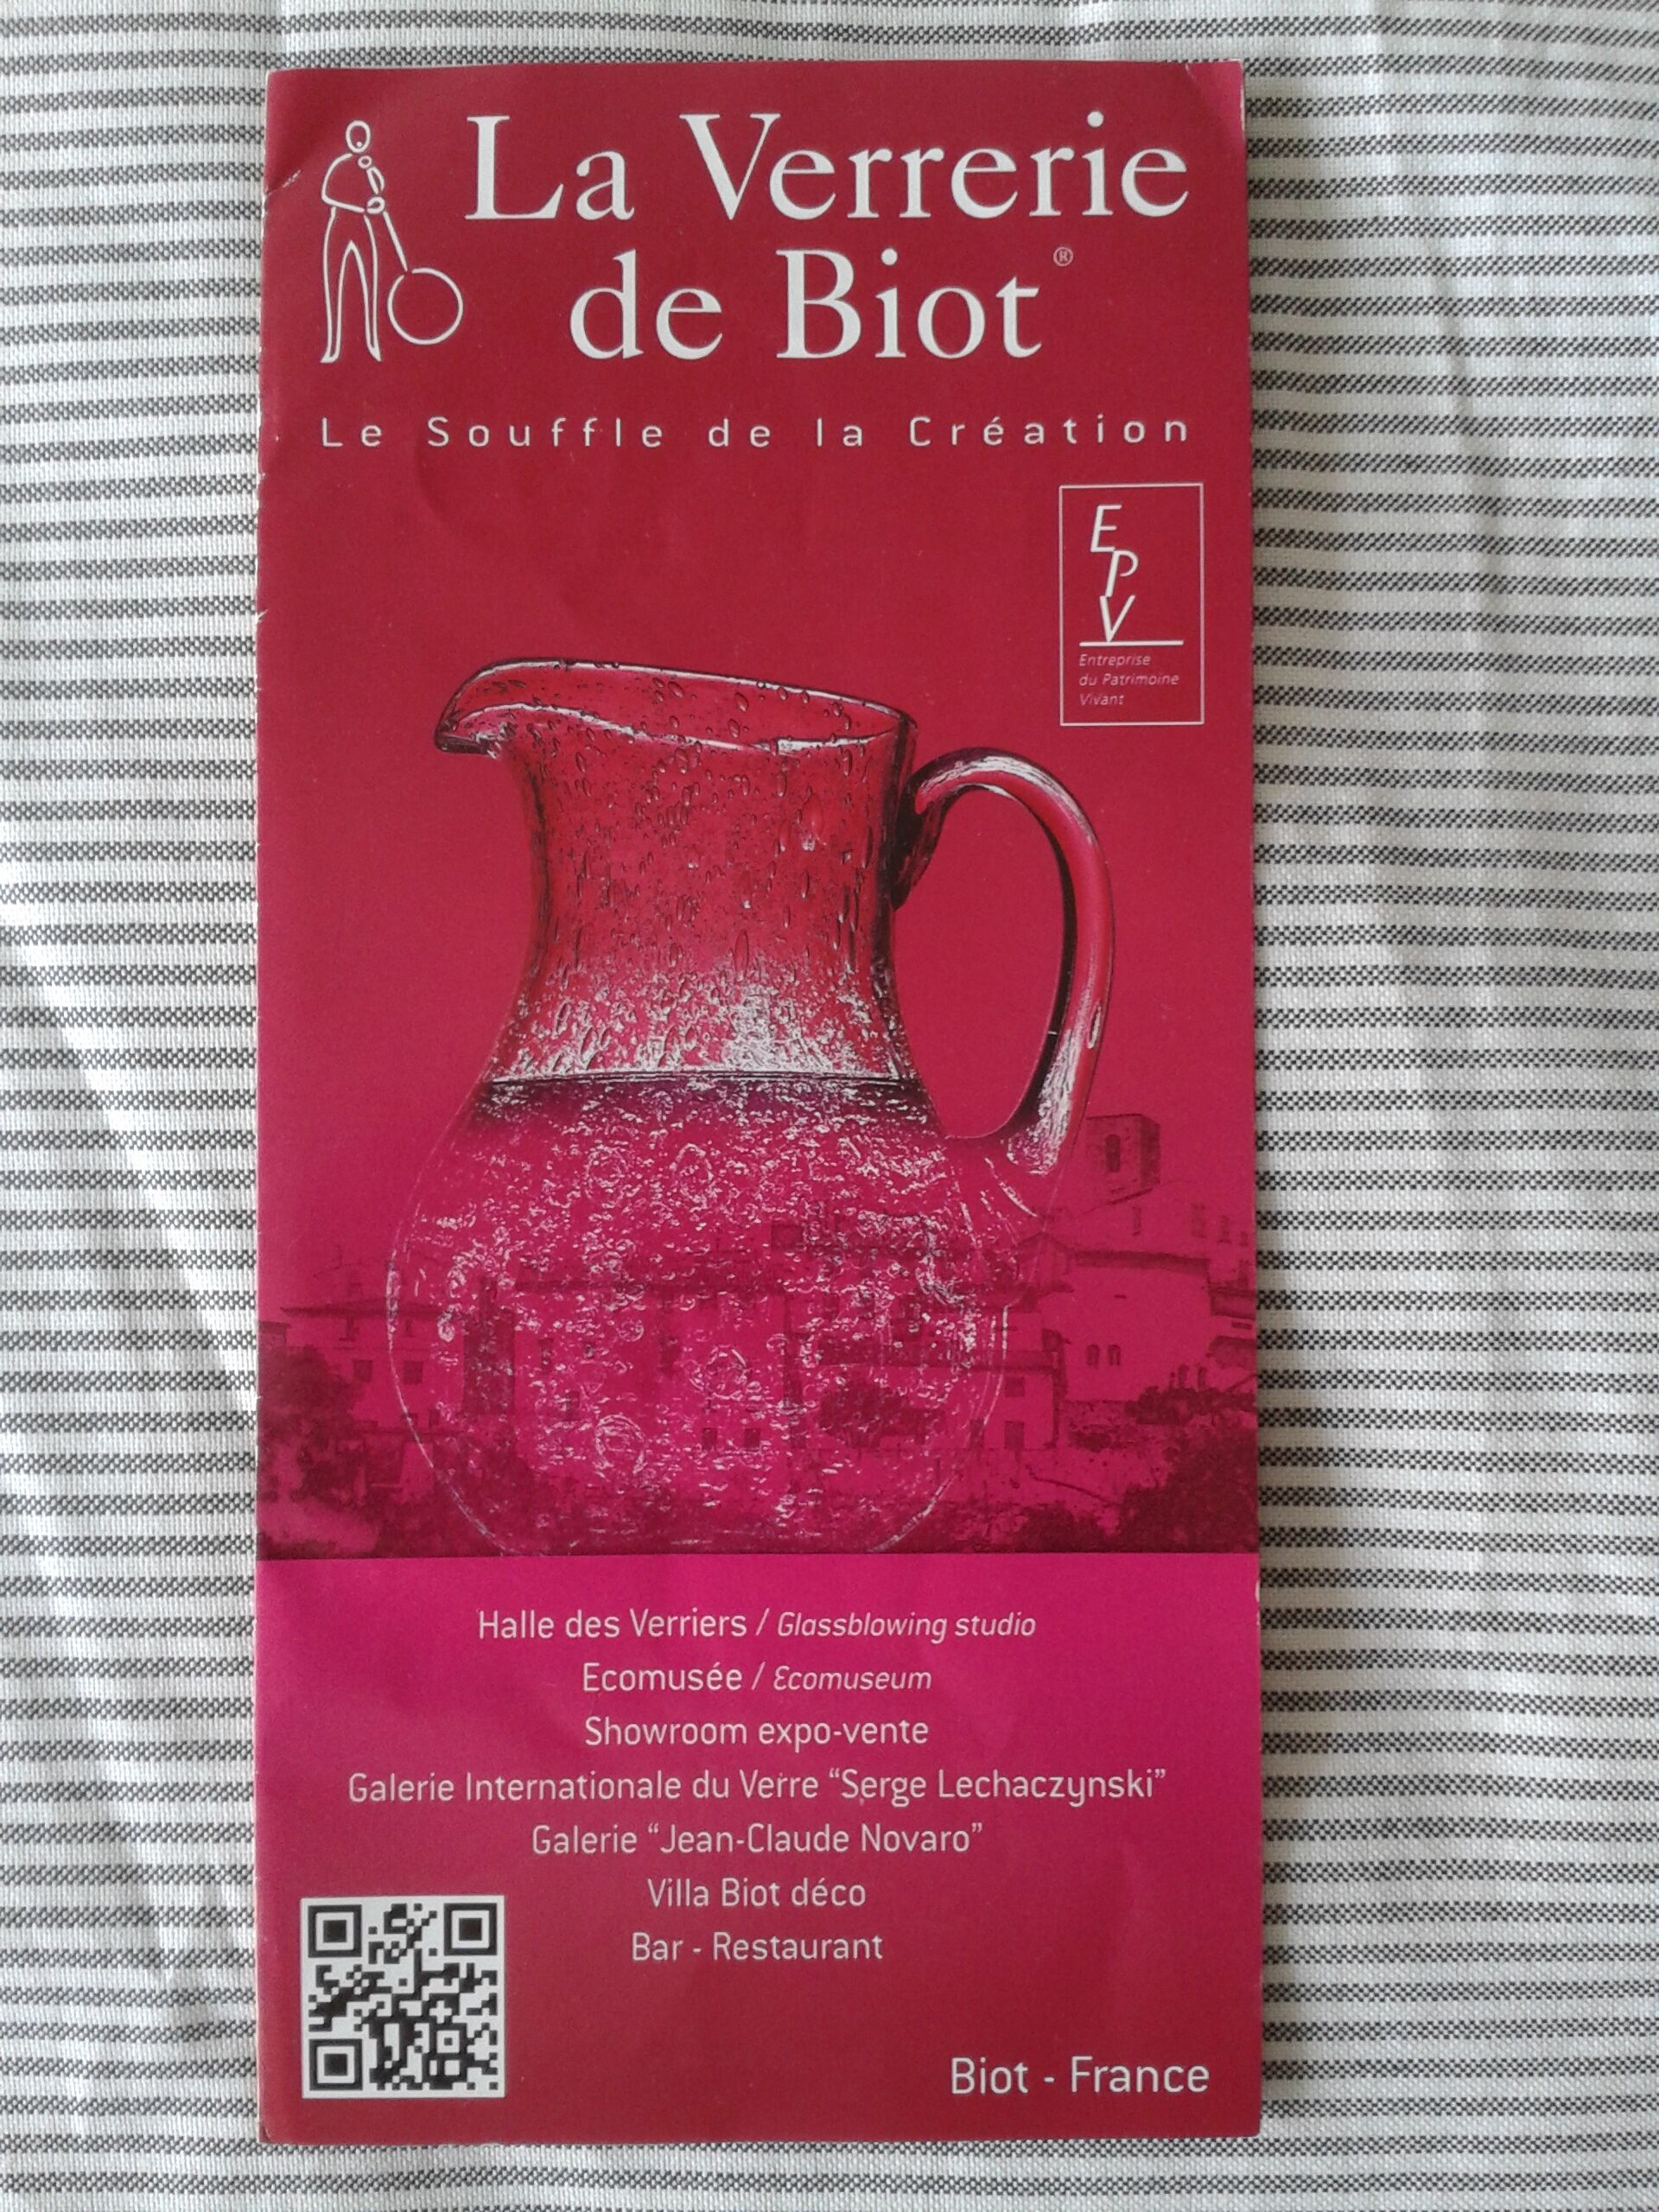 La Verrerie
de Biot®
Le Souffle de la Création
E
P
V
Entreprise
du Patrimoine
Vivant
Halle des Verriers / Glassblowing studio
Ecomusée / Ecomuseum
Showroom expo-vente
Galerie Internationale du Verre “Serge Lechaczynski”
Galerie “Jean-Claude Novaro”
Villa Biot déco
Bar - Restaurant
Biot - France